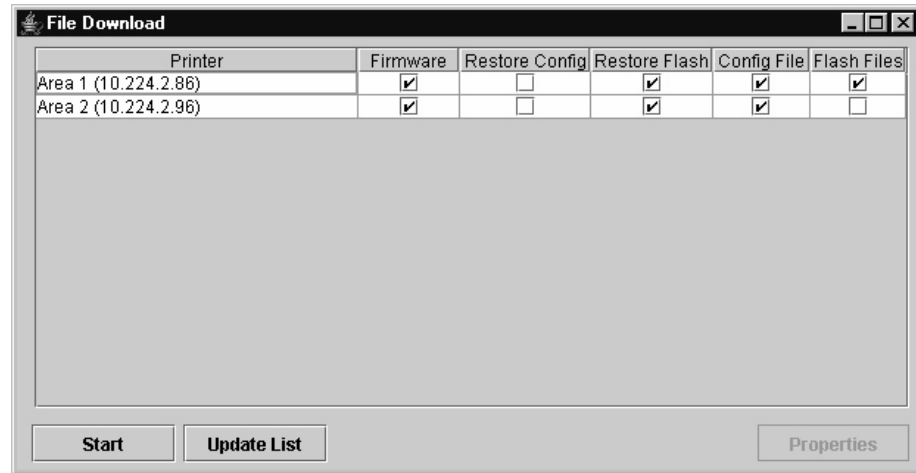 File Download
Printer Firmware Restore Config Restore Flash Config File Flash Files
Area 1 (10.224.2.86)
Area 2 (10.224.2.96)
Start Update List Properties